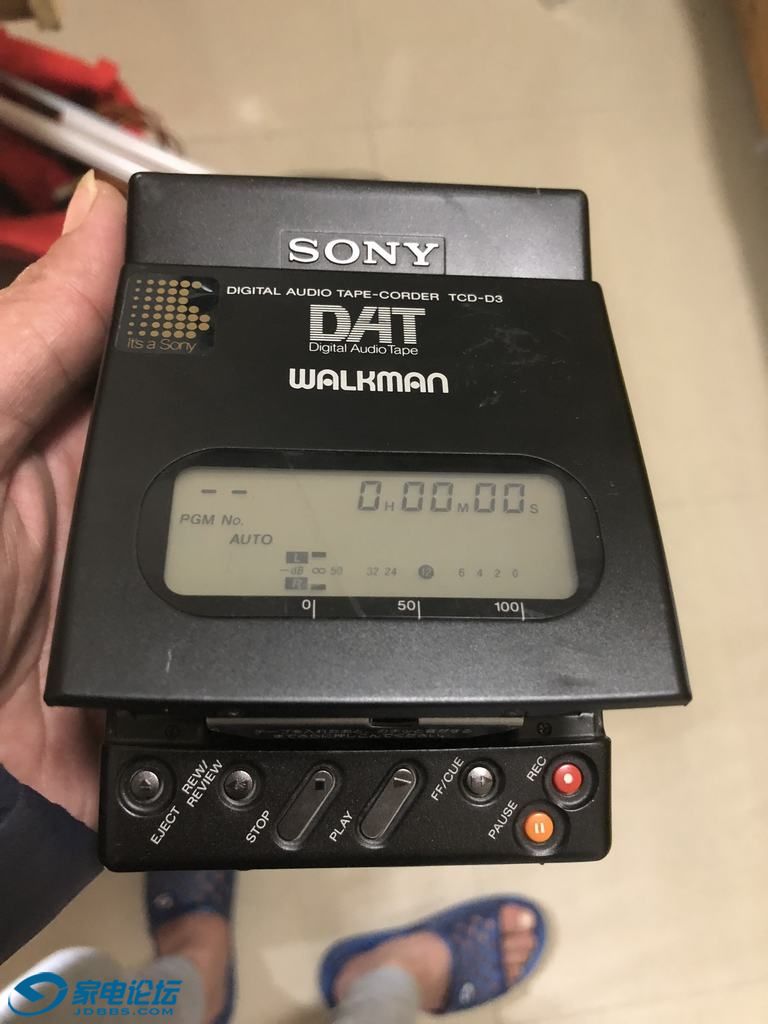 SONY
DIGITAL AUDIO TAPE-CORDER TCD-D3
DAT
Digital Audio Tape
it's a Sony
WALKMAN
-- 0H00M00S
PGM No.
AUTO
L
-dB ∞ 50 32 24 12 6 4 2 0
R
0 50 100
EJECT
REW/
REVIEW
STOP
PLAY
FF/CUE
REC
PAUSE
家电论坛
JDBBS.COM